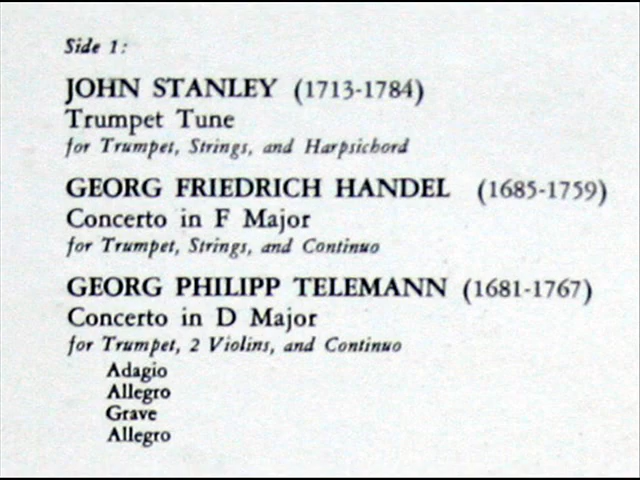 Side 1:
JOHN STANLEY (1713-1784)
Trumpet Tune
for Trumpet, Strings, and Harpsichord
GEORG FRIEDRICH HANDEL (1685-1759)
Concerto in F Major
for Trumpet, Strings, and Continuo
GEORG PHILIPP TELEMANN (1681-1767)
Concerto in D Major
for Trumpet, 2 Violins, and Continuo
Adagio
Allegro
Grave
Allegro